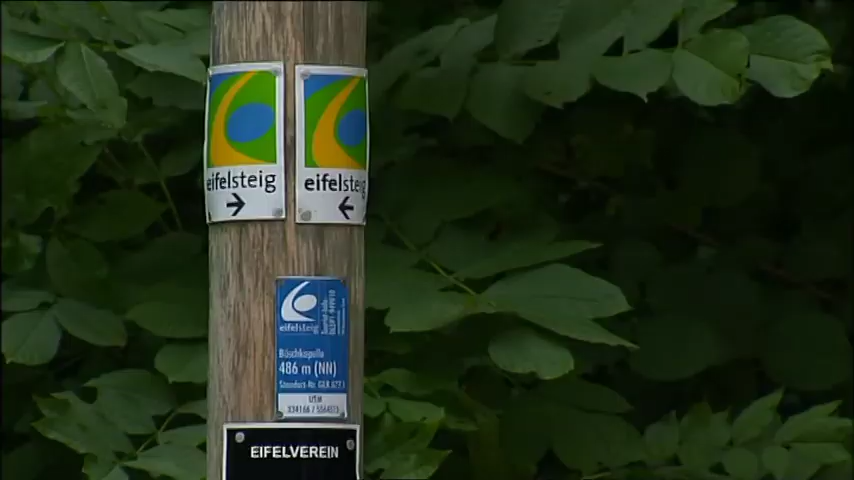 eifelsteig
eifelsteig
eifelsteig
Büschkapelle
486 m (NN)
UTM
EIFELVEREIN